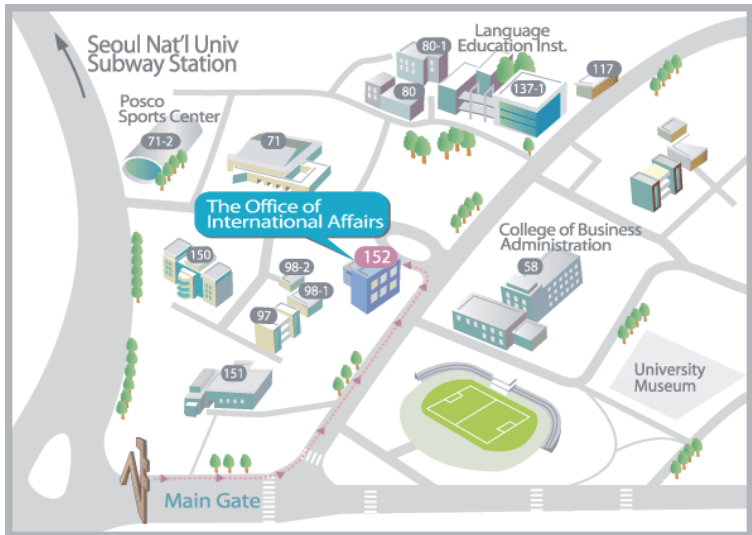 Seoul Nat'l Univ
Subway Station
Language
Education Inst.
80-1
80
137-1
117
Posco
Sports Center
71-2
71
The Office of
International Affairs
152
College of Business
Administration
58
150
98-2
98-1
97
151
University
Museum
Main Gate